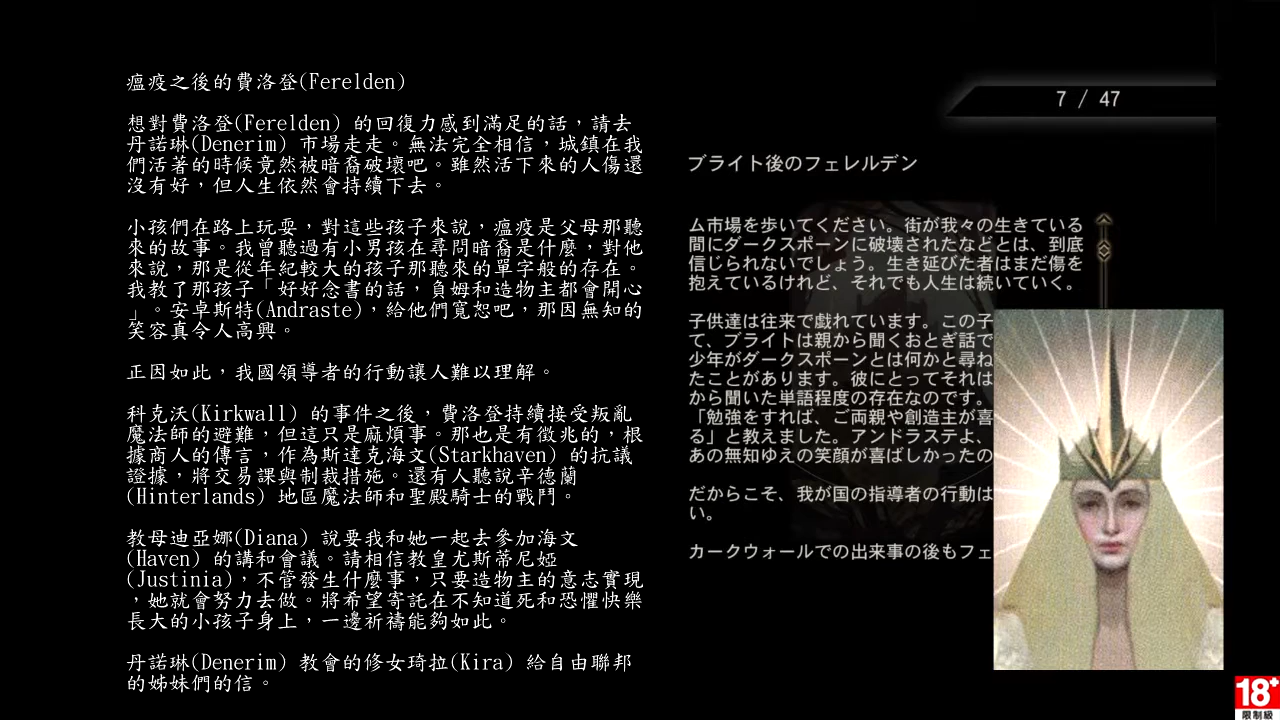 瘟疫之後的費洛登(Ferelden)
想對費洛登(Ferelden) 的回復力感到滿足的話，請去
丹諾琳(Denerim) 市場走走。無法完全相信，城鎮在我
們活著的時候竟然被暗裔破壞吧。雖然活下來的人傷還
沒有好，但人生依然會持續下去。
小孩們在路上玩耍，對這些孩子來說，瘟疫是父母那聽
來的故事。我曾聽過有小男孩在尋問暗裔是什麼，對他
來說，那是從年紀較大的孩子那聽來的單字般的存在。
我教了那孩子「好好念書的話，負姆和造物主都會開心
」。安卓斯特(Andraste)，給他們寬恕吧，那因無知的
笑容真令人高興。
正因如此，我國領導者的行動讓人難以理解。
科克沃(Kirkwall) 的事件之後，費洛登持續接受叛亂
魔法師的避難，但這只是麻煩事。那也是有徵兆的，根
據商人的傳言，作為斯達克海文(Starkhaven) 的抗議
證據，將交易課與制裁措施。還有人聽說辛德蘭
(Hinterlands) 地區魔法師和聖殿騎士的戰鬥。
教母迪亞娜(Diana) 說要我和她一起去參加海文
(Haven) 的講和會議。請相信教皇尤斯蒂尼婭
(Justinia)，不管發生什麼事，只要造物主的意志實現
，她就會努力去做。將希望寄託在不知道死和恐懼快樂
長大的小孩子身上，一邊祈禱能夠如此。
丹諾琳(Denerim) 教會的修女琦拉(Kira) 給自由聯邦
的姊妹們的信。
7 / 47
ブライト後のフェレルデン
ム市場を歩いてください。街が我々の生きている
間にダークスポーンに破壊されたなどとは、到底
信じられないでしょう。生き延びた者はまだ傷を
抱えているけれど、それでも人生は続いていく。
子供達は往来で戯れています。この子
て、ブライトは親から聞くおとぎ話で
少年がダークスポーンとは何かと尋ね
たことがあります。彼にとってそれは
から聞いた単語程度の存在なのです。
「勉強をすれば、ご両親や創造主が喜
る」と教えました。アンドラステよ、
あの無知ゆえの笑顔が喜ばしかったの
だからこそ、我が国の指導者の行動は
い。
カークウォールでの出来事の後もフェ
18+
限制級